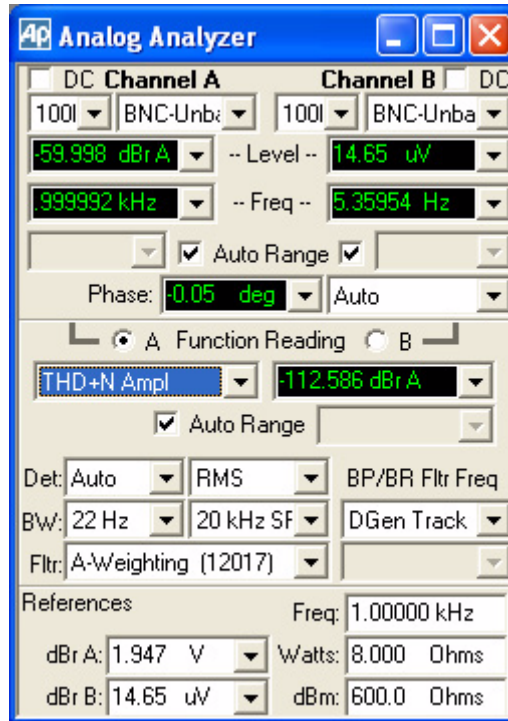 Ap Analog Analyzer
DC Channel A Channel B DC
100 BNC-Unba 100 BNC-Unba
-59.998 dBr A -- Level -- 14.65 uV
.999992 kHz -- Freq -- 5.35954 Hz
Auto Range
Phase: -0.05 deg Auto
A Function Reading B
THD+N Ampl -112.586 dBr A
Auto Range
Det: Auto RMS BP/BR Fltr Freq
BW: 22 Hz 20 kHz SF DGen Track
Fltr: A-Weighting (12017)
References Freq: 1.00000 kHz
dBr A: 1.947 V Watts: 8.000 Ohms
dBr B: 14.65 uV dBm: 600.0 Ohms